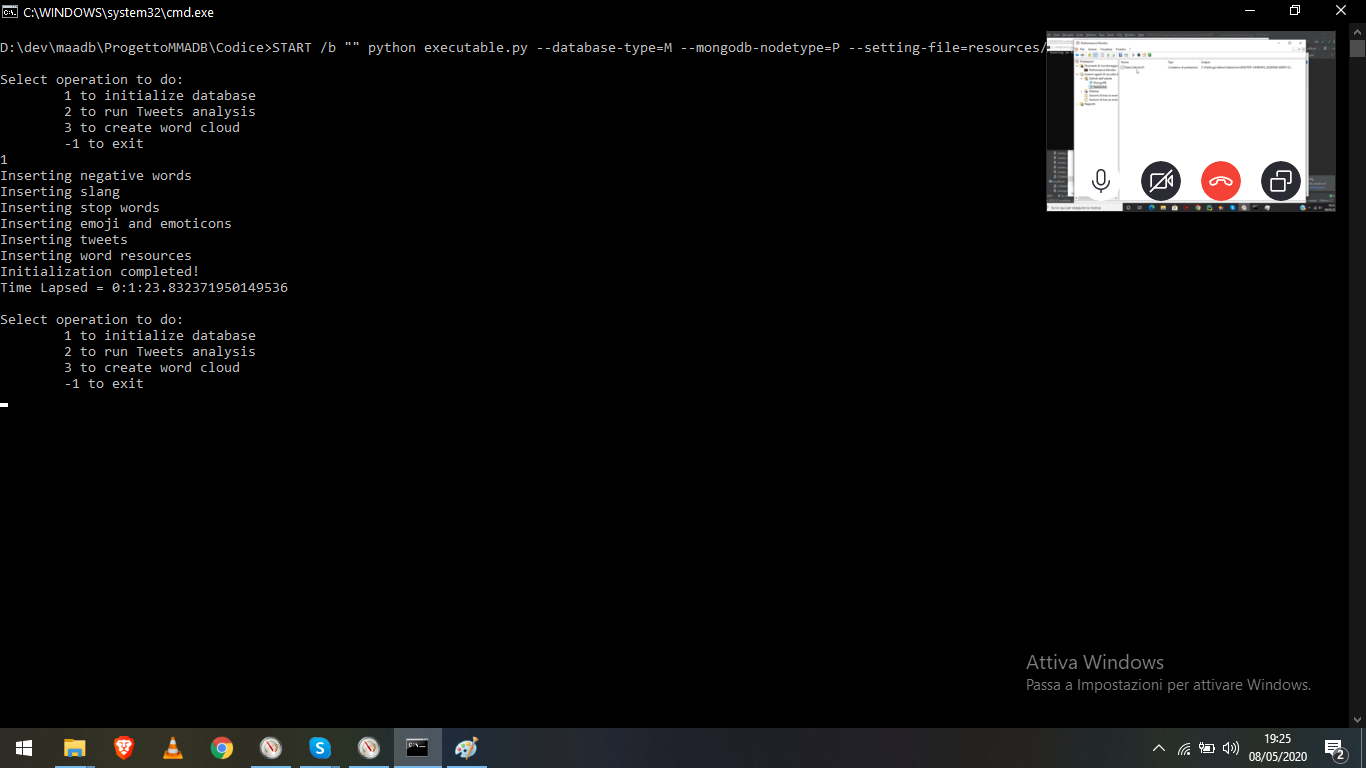 C:\WINDOWS\system32\cmd.exe
D:\dev\maadb\ProgettoMMADB\Codice>START /b "" python executable.py --database-type=M --mongodb-nodetype=P --setting-file=resources/
Select operation to do:
1 to initialize database
2 to run Tweets analysis
3 to create word cloud
-1 to exit
1
Inserting negative words
Inserting slang
Inserting stop words
Inserting emoji and emoticons
Inserting tweets
Inserting word resources
Initialization completed!
Time Lapsed = 0:1:23.832371950149536
Select operation to do:
1 to initialize database
2 to run Tweets analysis
3 to create word cloud
-1 to exit
Attiva Windows
Passa a Impostazioni per attivare Windows.
19:25
08/05/2020
2